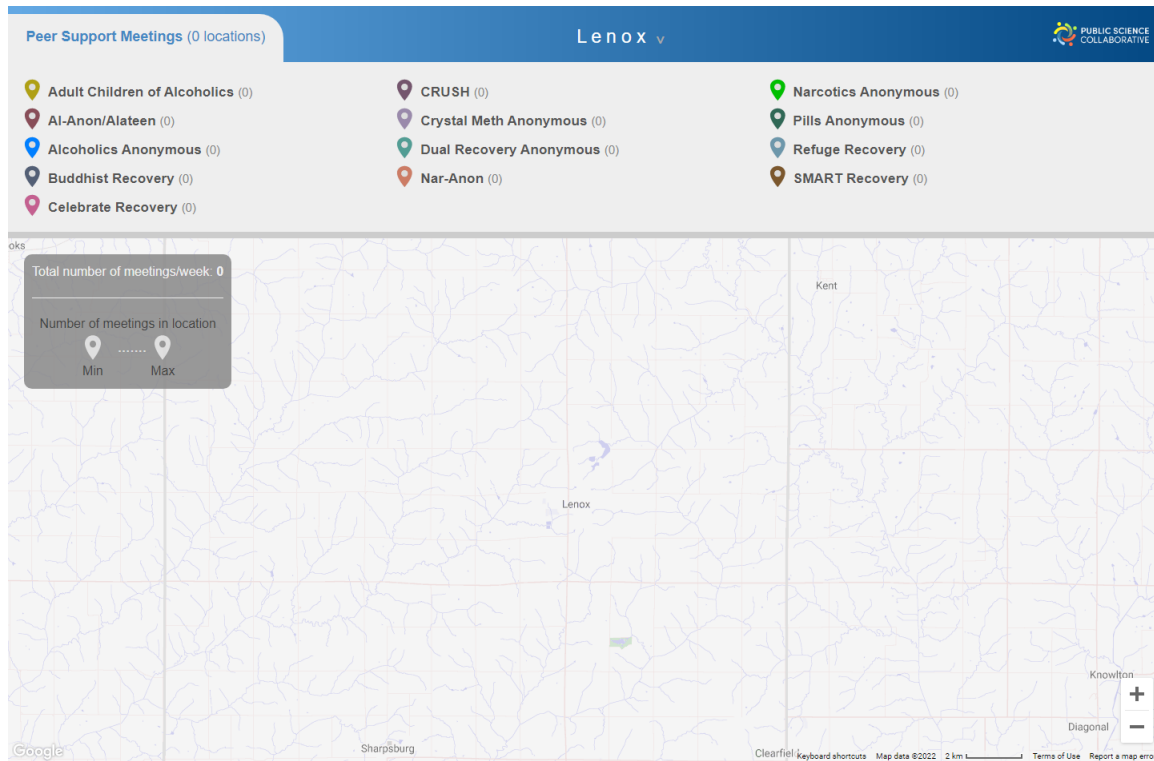 Peer Support Meetings (0 locations)
Lenox v
PUBLIC SCIENCE
COLLABORATIVE
Adult Children of Alcoholics (0)
Al-Anon/Alateen (0)
Alcoholics Anonymous (0)
Buddhist Recovery (0)
Celebrate Recovery (0)
CRUSH (0)
Crystal Meth Anonymous (0)
Dual Recovery Anonymous (0)
Nar-Anon (0)
Narcotics Anonymous (0)
Pills Anonymous (0)
Refuge Recovery (0)
SMART Recovery (0)
oks
Total number of meetings/week: 0
Number of meetings in location
.......
Min Max
Kent
Lenox
Knowlton
+
Diagonal
−
Google
Sharpsburg
Clearfield
Keyboard shortcuts Map data ©2022 2 km Terms of Use Report a map erro